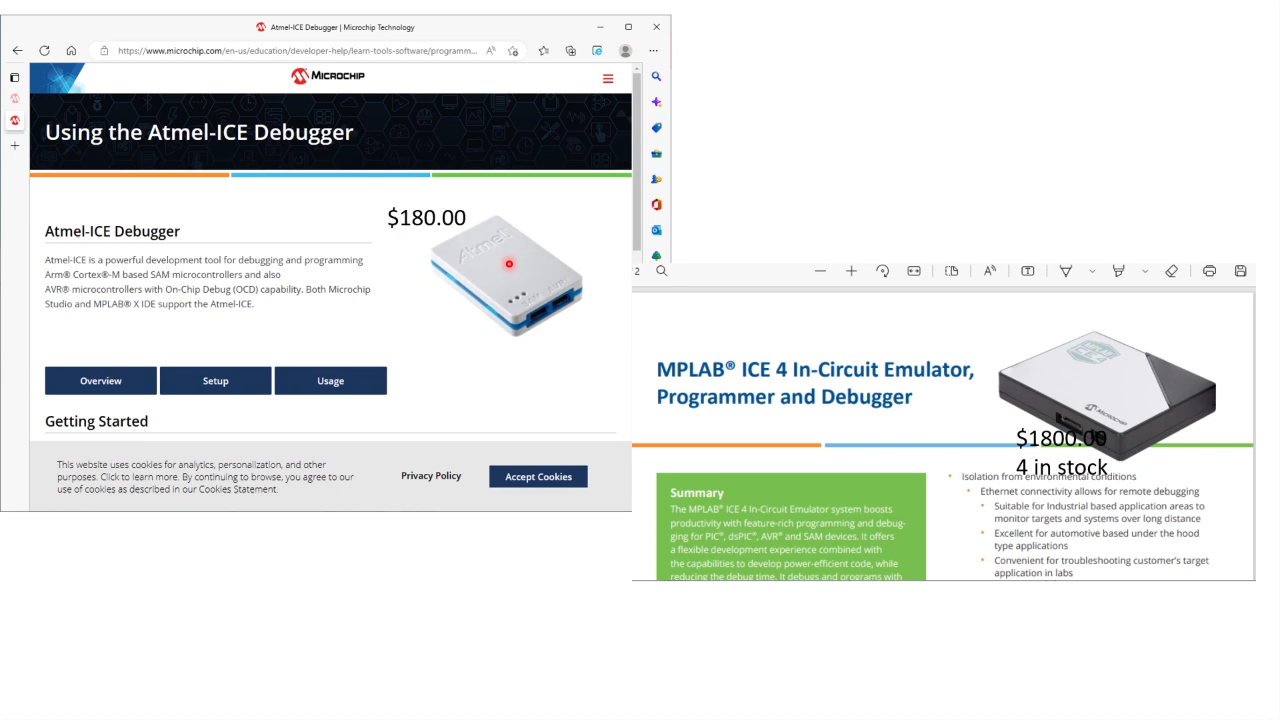 Atmel-ICE Debugger | Microchip Technology
https://www.microchip.com/en-us/education/developer-help/learn-tools-software/programm...
MICROCHIP
Using the Atmel-ICE Debugger
$180.00
Atmel-ICE Debugger
Atmel-ICE is a powerful development tool for debugging and programming
Arm® Cortex®-M based SAM microcontrollers and also
AVR® microcontrollers with On-Chip Debug (OCD) capability. Both Microchip
Studio and MPLAB® X IDE support the Atmel-ICE.
Atmel
SAM AVR
Overview
Setup
Usage
Getting Started
This website uses cookies for analytics, personalization, and other
purposes. Click to learn more. By continuing to browse, you agree to our
use of cookies as described in our Cookies Statement.
Privacy Policy
Accept Cookies
2
MPLAB® ICE 4 In-Circuit Emulator,
Programmer and Debugger
MICROCHIP
$1800.00
4 in stock
Summary
The MPLAB® ICE 4 In-Circuit Emulator system boosts
productivity with feature-rich programming and debug-
ging for PIC®, dsPIC®, AVR® and SAM devices. It offers
a flexible development experience combined with
the capabilities to develop power-efficient code, while
reducing the debug time. It debugs and programs with
• Isolation from environmental conditions
• Ethernet connectivity allows for remote debugging
• Suitable for Industrial based application areas to
monitor targets and systems over long distance
• Excellent for automotive based under the hood
type applications
• Convenient for troubleshooting customer's target
application in labs